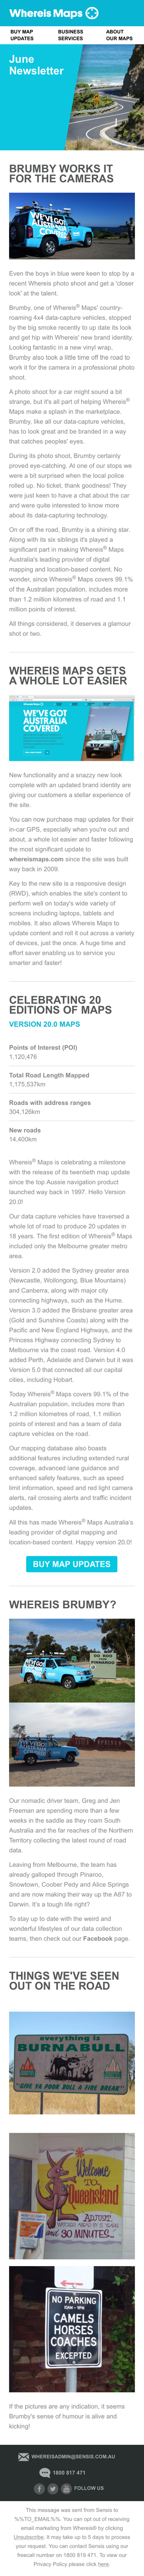 Whereis Maps
BUY MAP
UPDATES
BUSINESS
SERVICES
ABOUT
OUR MAPS
June
Newsletter
BRUMBY WORKS IT
FOR THE CAMERAS
WE'VE GOT
AUSTRALIA
Even the boys in blue were keen to stop by a
recent Whereis photo shoot and get a 'closer
look' at the talent.
Brumby, one of Whereis® Maps' country-
roaming 4x4 data-capture vehicles, stopped
by the big smoke recently to up date its look
and get hip with Whereis' new brand identity.
Looking fantastic in a new vinyl wrap,
Brumby also took a little time off the road to
work it for the camera in a professional photo
shoot.
A photo shoot for a car might sound a bit
strange, but it's all part of helping Whereis®
Maps make a splash in the marketplace.
Brumby, like all our data-capture vehicles,
has to look great and be branded in a way
that catches peoples' eyes.
During its photo shoot, Brumby certainly
proved eye-catching. At one of our stops we
were a bit surprised when the local police
rolled up. No ticket, thank goodness! They
were just keen to have a chat about the car
and were quite interested to know more
about its data-capturing technology.
On or off the road, Brumby is a shining star.
Along with its six siblings it's played a
significant part in making Whereis® Maps
Australia's leading provider of digital
mapping and location-based content. No
wonder, since Whereis® Maps covers 99.1%
of the Australian population, includes more
than 1.2 million kilometres of road and 1.1
million points of interest.
All things considered, it deserves a glamour
shot or two.
WHEREIS MAPS GETS
A WHOLE LOT EASIER
WE'VE GOT
AUSTRALIA
COVERED
New functionality and a snazzy new look
complete with an updated brand identity are
giving our customers a stellar experience of
the site.
You can now purchase map updates for their
in-car GPS, especially when you're out and
about, a whole lot easier and faster following
the most significant update to
whereismaps.com since the site was built
way back in 2009.
Key to the new site is a responsive design
(RWD), which enables the site's content to
perform well on today's wide variety of
screens including laptops, tablets and
mobiles. It also allows Whereis Maps to
update content and roll it out across a variety
of devices, just the once. A huge time and
effort saver enabling us to service you
smarter and faster!
CELEBRATING 20
EDITIONS OF MAPS
VERSION 20.0 MAPS
Points of Interest (POI)
1,120,476
Total Road Length Mapped
1,175,537km
Roads with address ranges
304,126km
New roads
14,400km
Whereis® Maps is celebrating a milestone
with the release of its twentieth map update
since the top Aussie navigation product
launched way back in 1997. Hello Version
20.0!
Our data capture vehicles have traversed a
whole lot of road to produce 20 updates in
18 years. The first edition of Whereis® Maps
included only the Melbourne greater metro
area.
Version 2.0 added the Sydney greater area
(Newcastle, Wollongong, Blue Mountains)
and Canberra, along with major city
connecting highways, such as the Hume.
Version 3.0 added the Brisbane greater area
(Gold and Sunshine Coasts) along with the
Pacific and New England Highways, and the
Princess Highway connecting Sydney to
Melbourne via the coast road. Version 4.0
added Perth, Adelaide and Darwin but it was
Version 5.0 that connected all our capital
cities, including Hobart.
Today Whereis® Maps covers 99.1% of the
Australian population, includes more than
1.2 million kilometres of road, 1.1 million
points of interest and has a team of data
capture vehicles on the road.
Our mapping database also boasts
additional features including extended rural
coverage, advanced lane guidance and
enhanced safety features, such as speed
limit information, speed and red light camera
alerts, rail crossing alerts and traffic incident
updates.
All this has made Whereis® Maps Australia's
leading provider of digital mapping and
location-based content. Happy version 20.0!
BUY MAP UPDATES
WHEREIS BRUMBY?
Our nomadic driver team, Greg and Jen
Freeman are spending more than a few
weeks in the saddle as they roam South
Australia and the far reaches of the Northern
Territory collecting the latest round of road
data.
Leaving from Melbourne, the team has
already galloped through Pinaroo,
Snowtown, Coober Pedy and Alice Springs
and are now making their way up the A87 to
Darwin. It's a tough life right?
To stay up to date with the weird and
wonderful lifestyles of our data collection
teams, then check out our Facebook page.
THINGS WE'VE SEEN
OUT ON THE ROAD
everything is
BURNABULL
"GIVE YA POOR BULL A BREAK"
Welcome
TO
Queensland
30 MINUTES...
NO PARKING
CAMELS
HORSES
COACHES
EXCEPTED
If the pictures are any indication, it seems
Brumby's sense of humour is alive and
kicking!
WHEREISADMIN@SENSIS.COM.AU
1800 817 471
FOLLOW US
This message was sent from Sensis to
%%TO_EMAIL%%. You can opt out of receiving
email marketing from Whereis® by clicking
Unsubscribe. It may take up to 5 days to process
your request. You can contact Sensis using our
freecall number on 1800 819 471. To view our
Privacy Policy please click here.